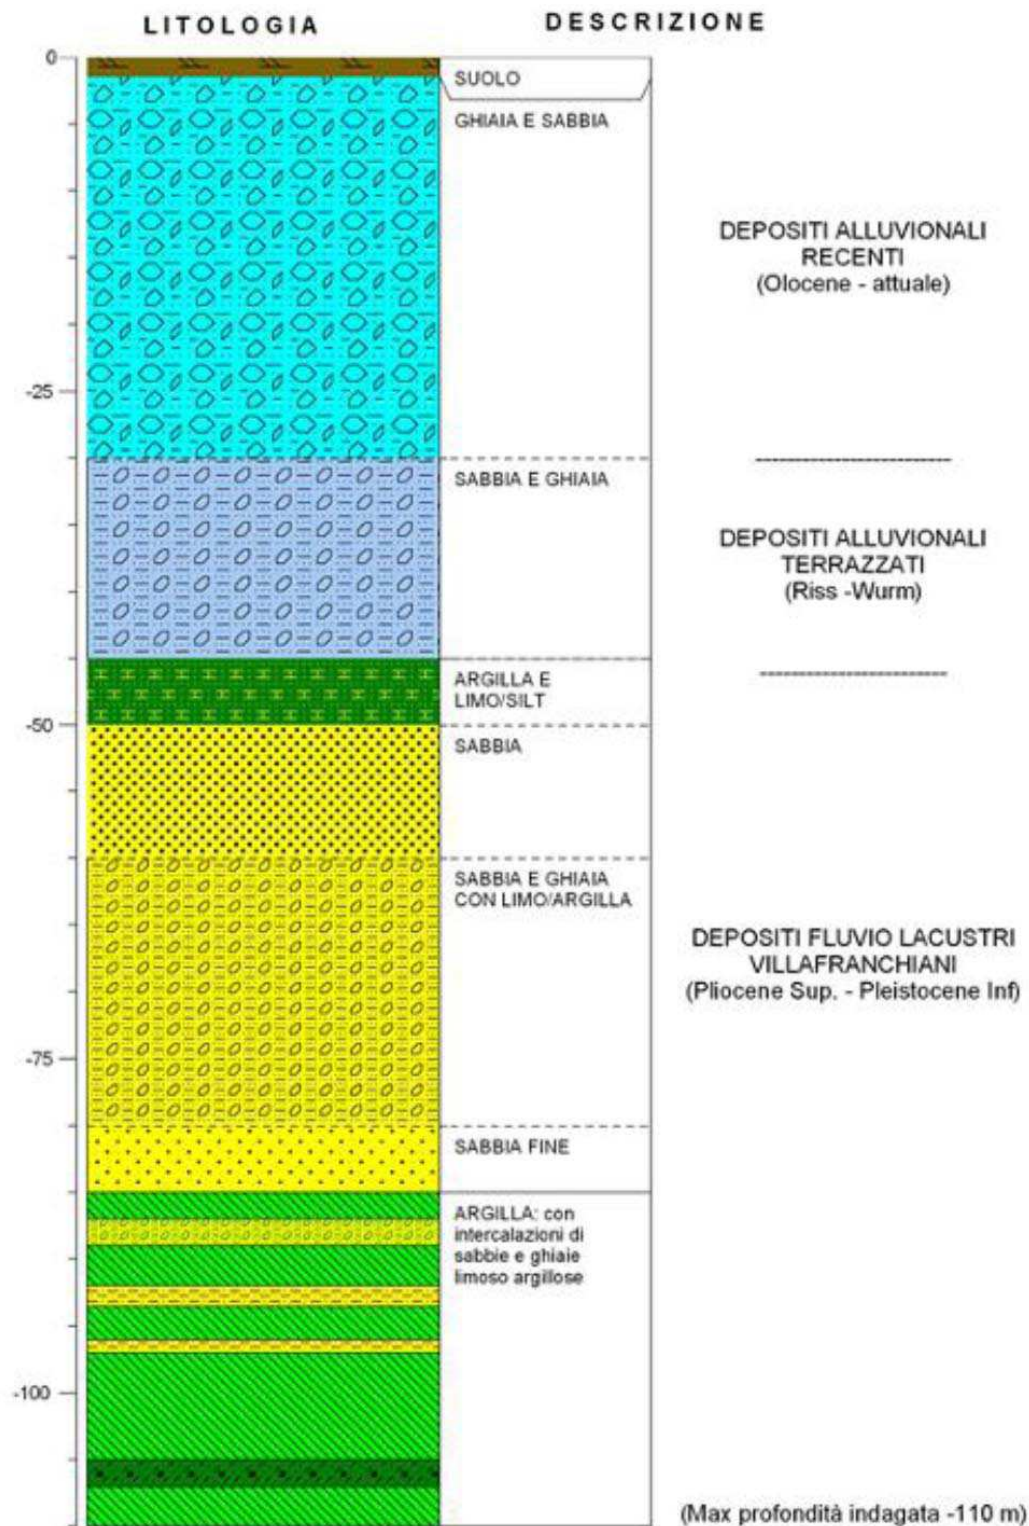 LITOLOGIA
DESCRIZIONE
0
SUOLO
GHIAIA E SABBIA
DEPOSITI ALLUVIONALI
RECENTI
(Olocene - attuale)
-25
SABBIA E GHIAIA
DEPOSITI ALLUVIONALI
TERRAZZATI
(Riss -Wurm)
ARGILLA E
LIMO/SILT
-50
SABBIA
SABBIA E GHIAIA
CON LIMO/ARGILLA
DEPOSITI FLUVIO LACUSTRI
VILLAFRANCHIANI
(Pliocene Sup. - Pleistocene Inf)
-75
SABBIA FINE
ARGILLA: con
intercalazioni di
sabbie e ghiaie
limoso argillose
-100
(Max profondità indagata -110 m)